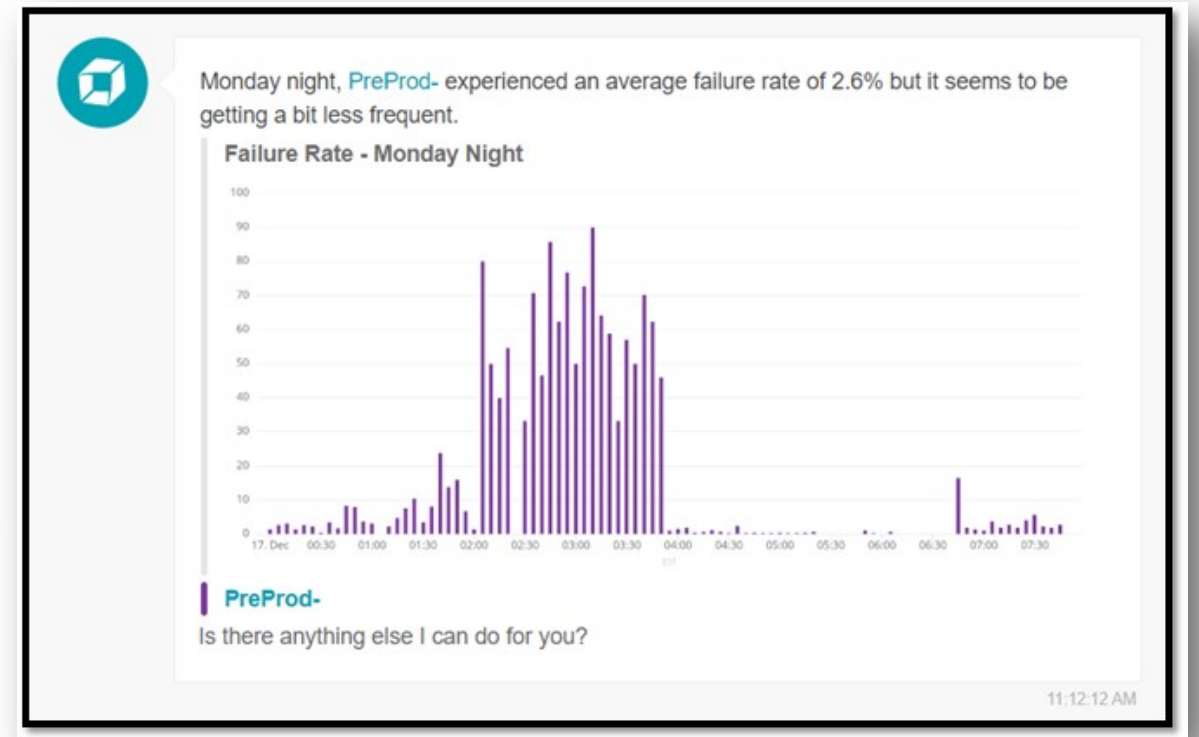 Monday night, PreProd- experienced an average failure rate of 2.6% but it seems to be
getting a bit less frequent.
Failure Rate - Monday Night
100
90
80
70
60
50
40
30
20
10
0
17. Dec 00:30 01:00 01:30 02:00 02:30 03:00 03:30 04:00 04:30 05:00 05:30 06:00 06:30 07:00 07:30
PreProd-
Is there anything else I can do for you?
11:12:12 AM